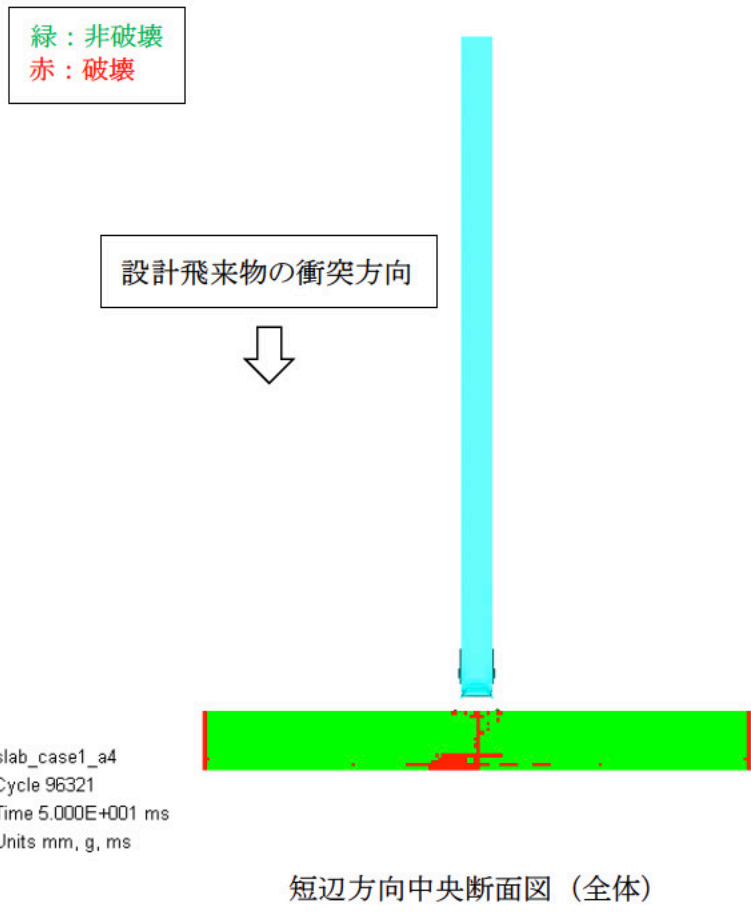 緑：非破壊
赤：破壊
設計飛来物の衝突方向
slab_case1_a4
Cycle 96321
Time 5.000E+001 ms
Units mm, g, ms
短辺方向中央断面図（全体）